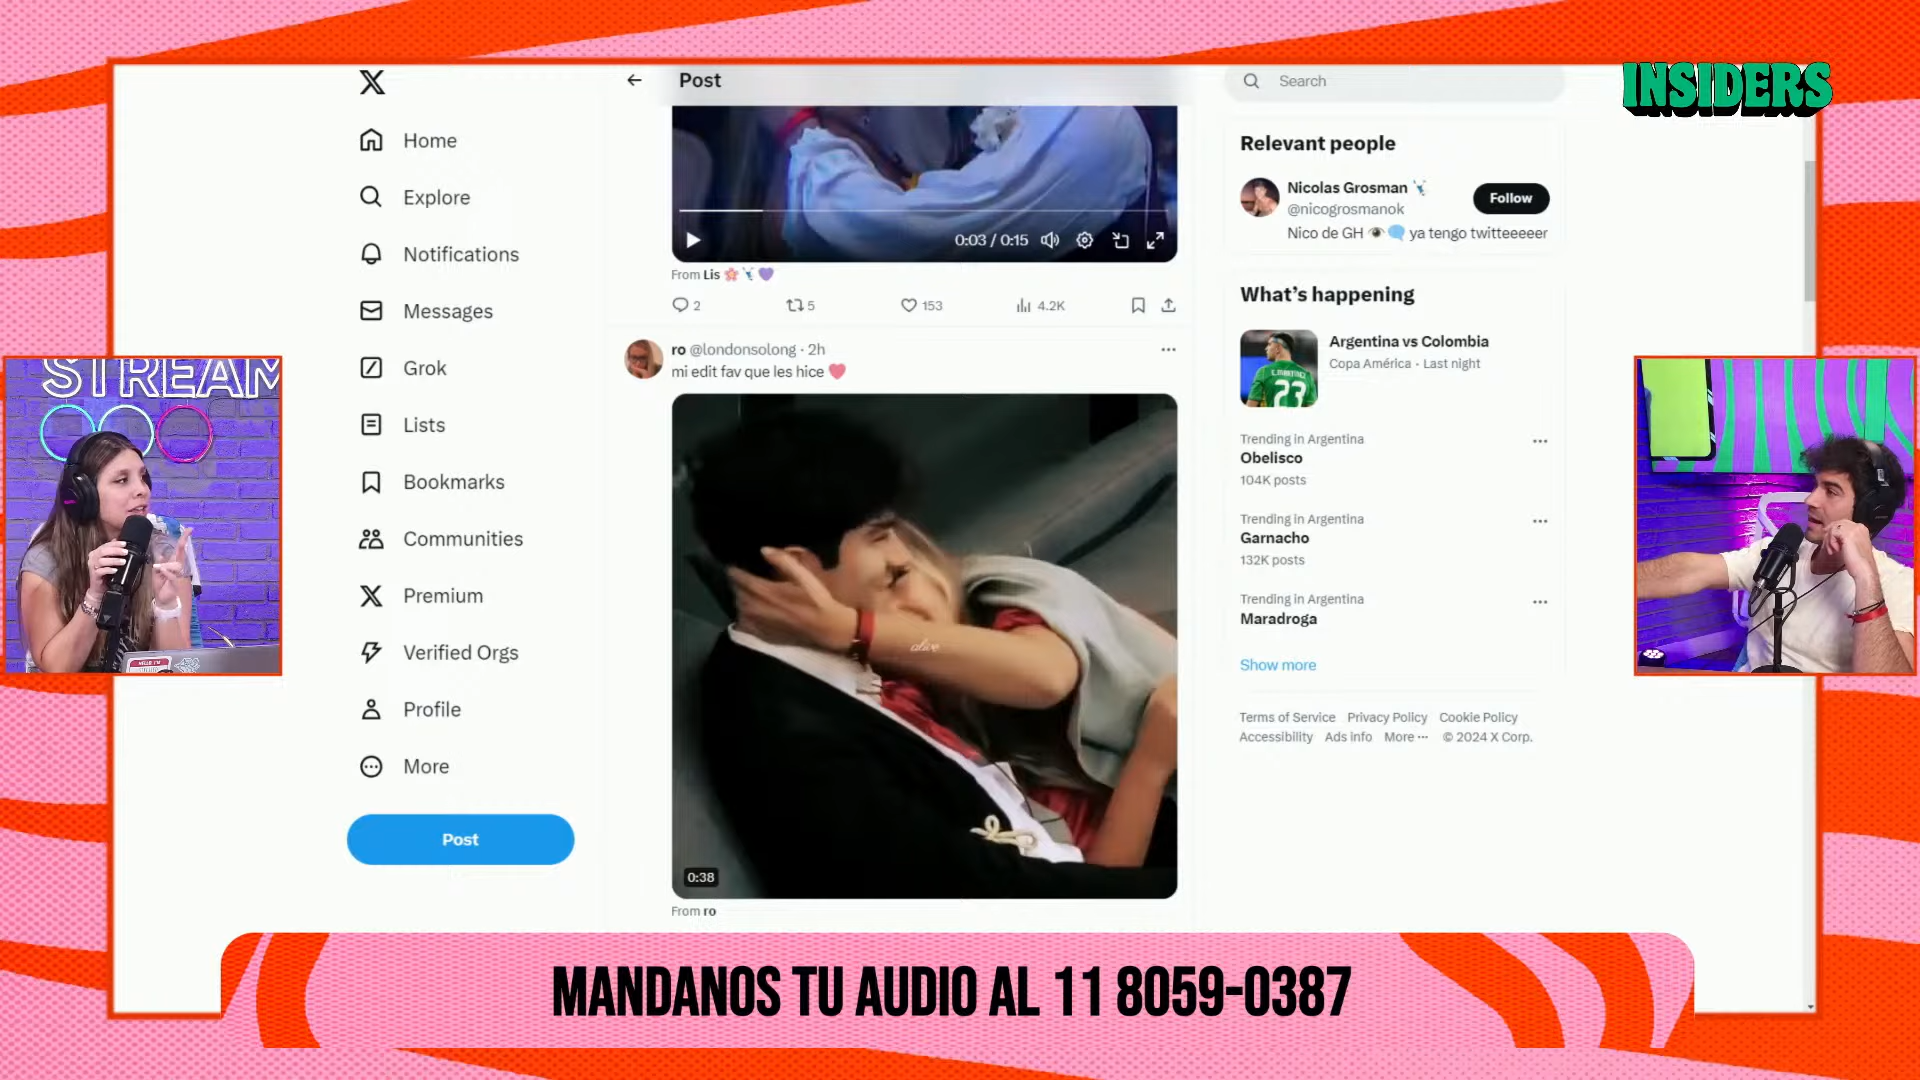 INSIDERS
Home
Explore
Notifications
Messages
Grok
Lists
Bookmarks
Communities
Premium
Verified Orgs
Profile
More
Post
Post
0:03 / 0:15
From Lis
2
5
153
4.2K
ro @londonsolong · 2h
mi edit fav que les hice
alive
0:38
From ro
Search
Relevant people
Nicolas Grosman
@nicogrosmanok
Follow
Nico de GH 👁️🗨️ ya tengo twitteeeeer
What's happening
Argentina vs Colombia
Copa América · Last night
23
Trending in Argentina
Obelisco
104K posts
Trending in Argentina
Garnacho
132K posts
Trending in Argentina
Maradroga
Show more
Terms of Service Privacy Policy Cookie Policy
Accessibility Ads info More ··· © 2024 X Corp.
STREAM
MANDANOS TU AUDIO AL 11 8059-0387